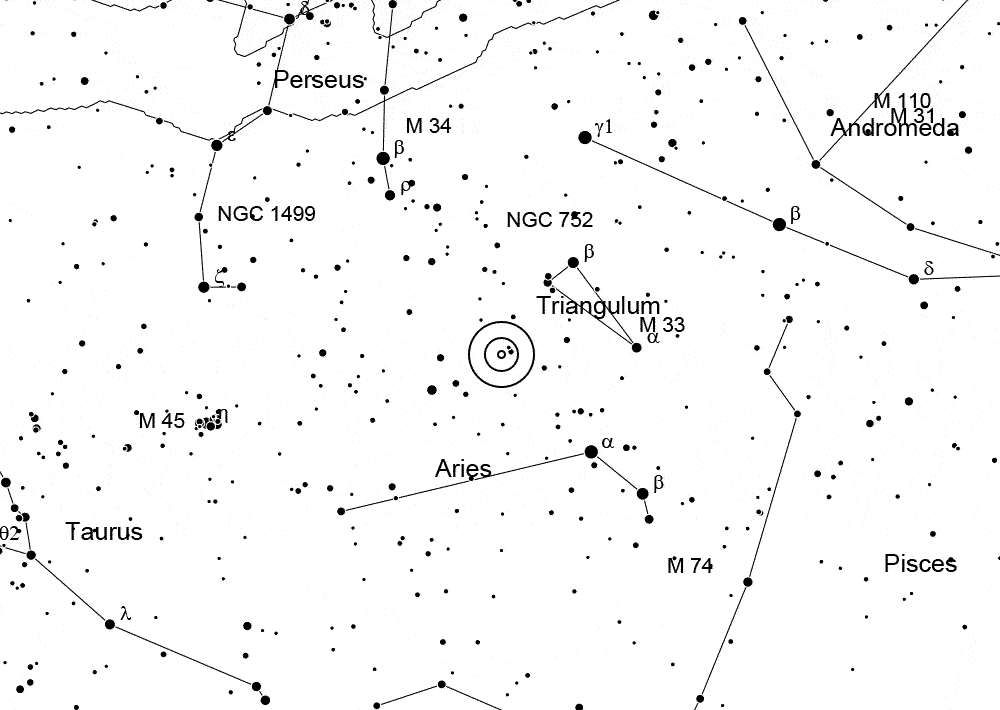 δ
Perseus
M 110
M 31
Andromeda
M 34
γ1
ε
β
ρ
NGC 1499
NGC 752
β
β
ζ
δ
Triangulum
M 33
α
M 45
η
α
Aries
β
θ2
Taurus
M 74
Pisces
λ